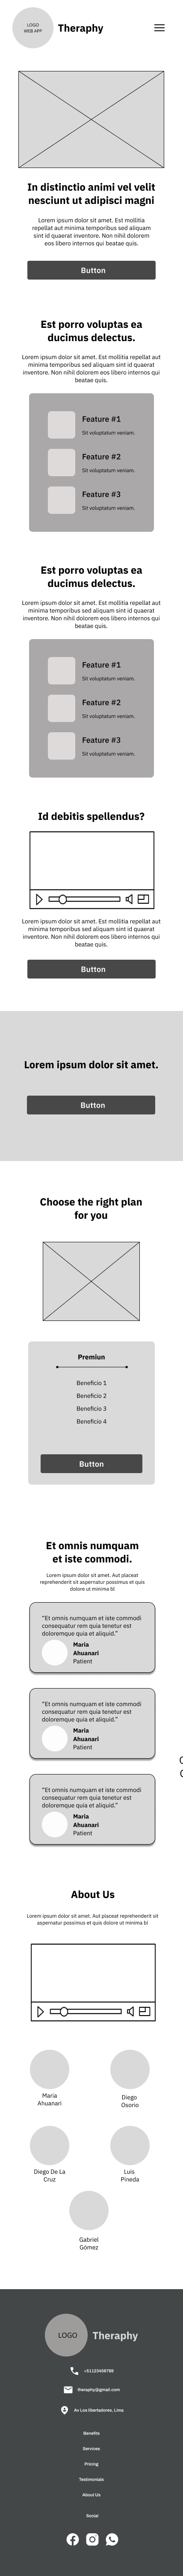 LOGO
WEB APP
Theraphy
In distinctio animi vel velit
nesciunt ut adipisci magni
Lorem ipsum dolor sit amet. Est mollitia
repellat aut minima temporibus sed aliquam
sint id quaerat inventore. Non nihil dolorem
eos libero internos qui beatae quia.
Button
Est porro voluptas ea
ducimus delectus.
Lorem ipsum dolor sit amet. Est mollitia repellat aut
minima temporibus sed aliquam sint id quaerat
inventore. Non nihil dolorem eos libero internos qui
beatae quis.
Feature #1
Sit voluptatum veniam.
Feature #2
Sit voluptatum veniam.
Feature #3
Sit voluptatum veniam.
Est porro voluptas ea
ducimus delectus.
Lorem ipsum dolor sit amet. Est mollitia repellat aut
minima temporibus sed aliquam sint id quaerat
inventore. Non nihil dolorem eos libero internos qui
beatae quis.
Feature #1
Sit voluptatum veniam.
Feature #2
Sit voluptatum veniam.
Feature #3
Sit voluptatum veniam.
Id debitis spellendus?
Lorem ipsum dolor sit amet. Est mollitia repellat aut
minima temporibus sed aliquam sint id quaerat
inventore. Non nihil dolorem eos libero internos qui
beatae quis.
Button
Lorem ipsum dolor sit amet.
Button
Choose the right plan
for you
Premiun
Beneficio 1
Beneficio 2
Beneficio 3
Beneficio 4
Button
Et omnis numquam
et iste commodi.
Lorem ipsum dolor sit amet. Aut placeat
reprehenderit sit aspernatur possimus et quis
dolore ut minima bl
“Et omnis numquam et iste commodi
consequatur rem quia tenetur est
doloremque quia et aliquid.”
Maria
Ahuanari
Patient
“Et omnis numquam et iste commodi
consequatur rem quia tenetur est
doloremque quia et aliquid.”
Maria
Ahuanari
Patient
“Et omnis numquam et iste commodi
consequatur rem quia tenetur est
doloremque quia et aliquid.”
Maria
Ahuanari
Patient
About Us
Lorem ipsum dolor sit amet. Aut placeat reprehenderit sit
aspernatur possimus et quis dolore ut minima bl
Maria
Ahuanari
Diego
Osorio
Diego De La
Cruz
Luis
Pineda
Gabriel
Gómez
LOGO
Theraphy
+51123456789
theraphy@gmail.com
Av Los libertadores, Lima
Benefits
Services
Pricing
Testimonials
About Us
Social